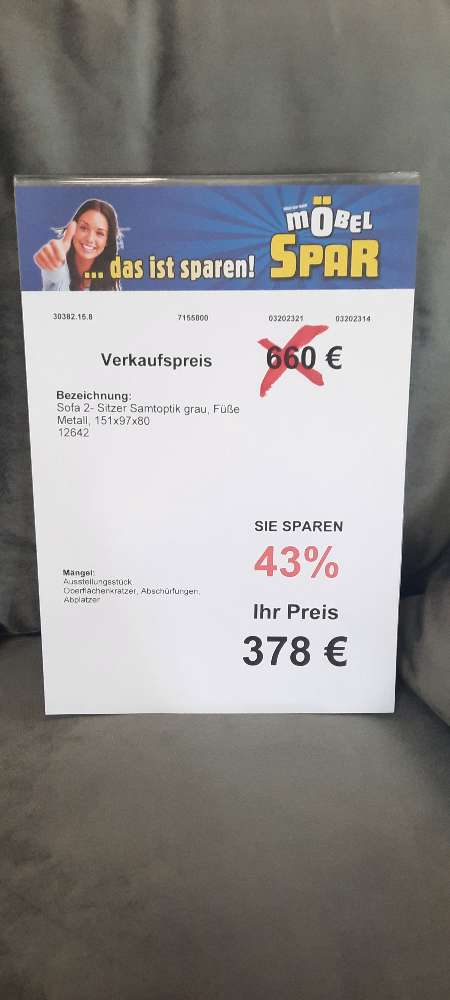 MÖBEL
... das ist sparen! SPAR
30382.15.8 7155800 03202321 03202314
Verkaufspreis 660 €
Bezeichnung:
Sofa 2- Sitzer Samtoptik grau, Füße
Metall, 151x97x80
12642
SIE SPAREN
43%
Mängel:
Ausstellungsstück
Oberflächenkratzer, Abschürfungen,
Abplatzer
Ihr Preis
378 €